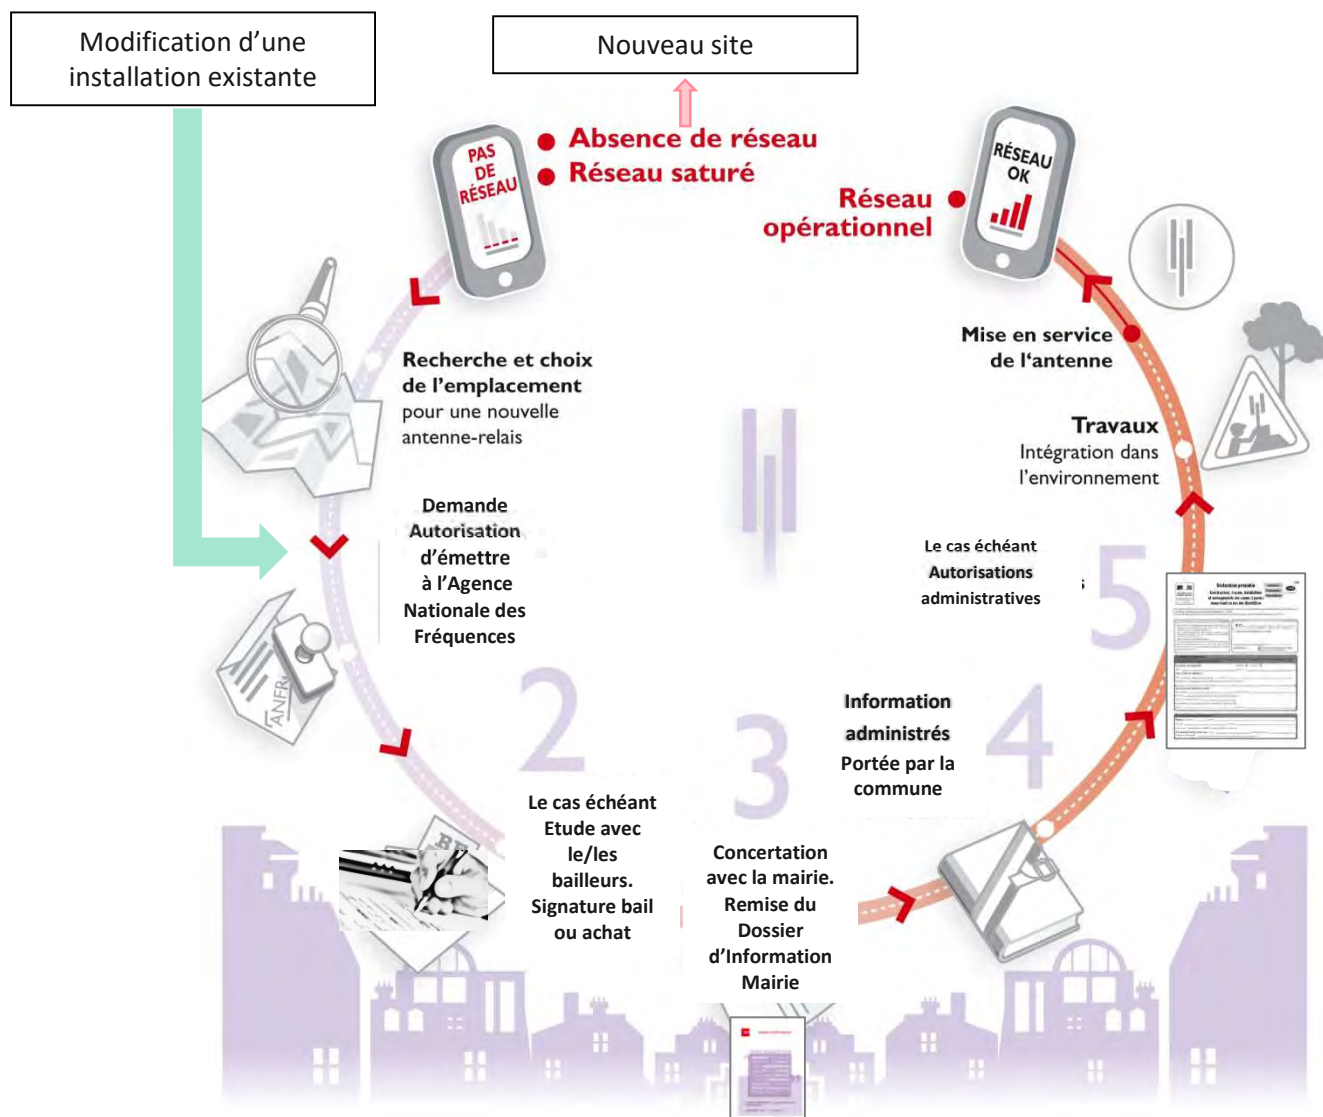 Modification d’une
installation existante
Nouveau site
PAS
DE
RÉSEAU
Absence de réseau
Réseau saturé
RÉSEAU
OK
Réseau
opérationnel
Recherche et choix
de l’emplacement
pour une nouvelle
antenne-relais
Mise en service
de l‘antenne
Travaux
Intégration dans
l’environnement
Demande
Autorisation
d’émettre
à l’Agence
Nationale des
Fréquences
ANFR
2
Le cas échéant
Etude avec
le/les
bailleurs.
Signature bail
ou achat
3
Concertation
avec la mairie.
Remise du
Dossier
d’Information
Mairie
4
Information
administrés
Portée par la
commune
5
Le cas échéant
Autorisations
administratives
s
Déclaration préalable